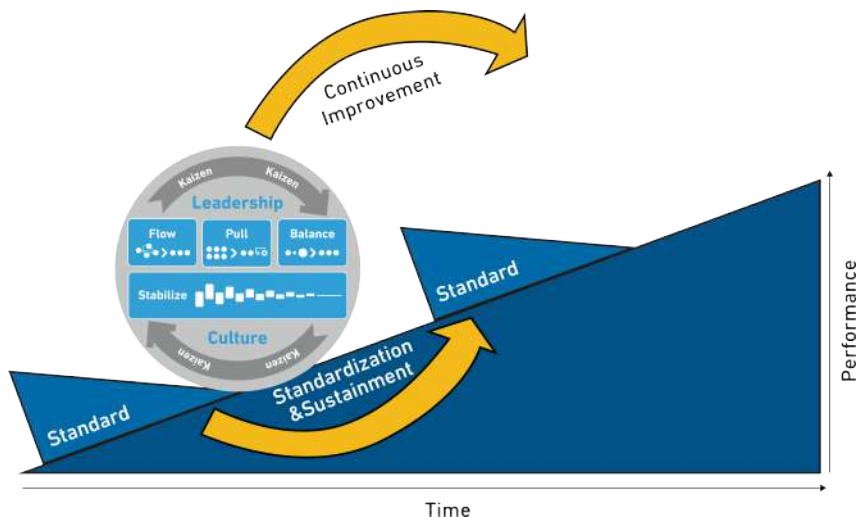 Continuous
Improvement
Kaizen
Kaizen
Leadership
Flow
Pull
Balance
Stabilize
Culture
Kaizen
Kaizen
Standard
Standardization
&Sustainment
Standard
Performance
Time